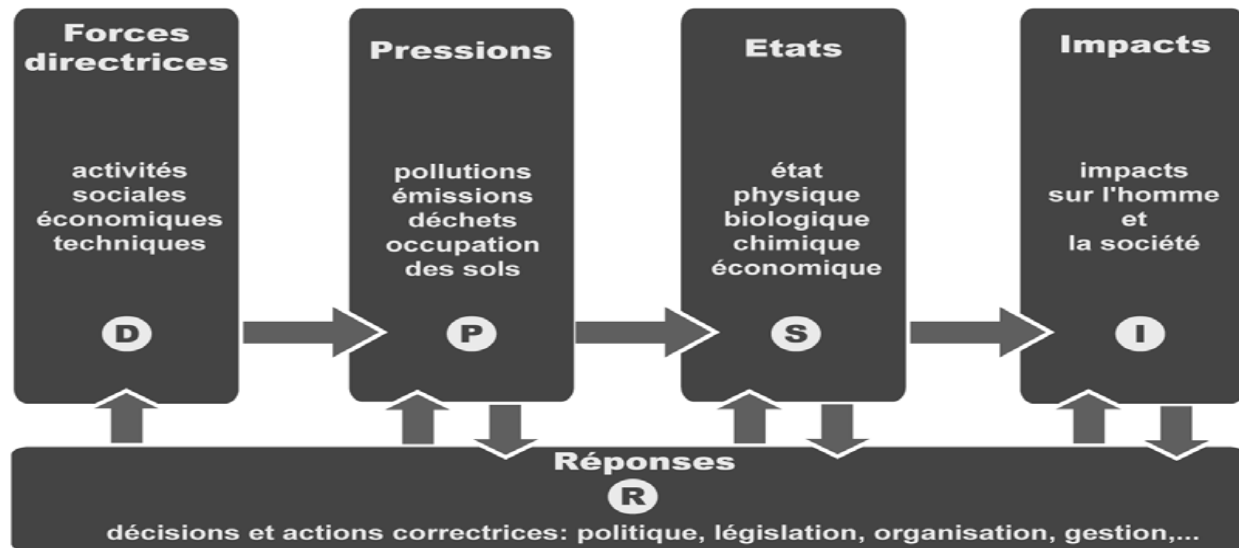 Forces
directrices
activités
sociales
économiques
techniques
D
Pressions
pollutions
émissions
déchets
occupation
des sols
P
Etats
état
physique
biologique
chimique
économique
S
Impacts
impacts
sur l'homme
et
la société
I
Réponses
R
décisions et actions correctrices: politique, législation, organisation, gestion,...